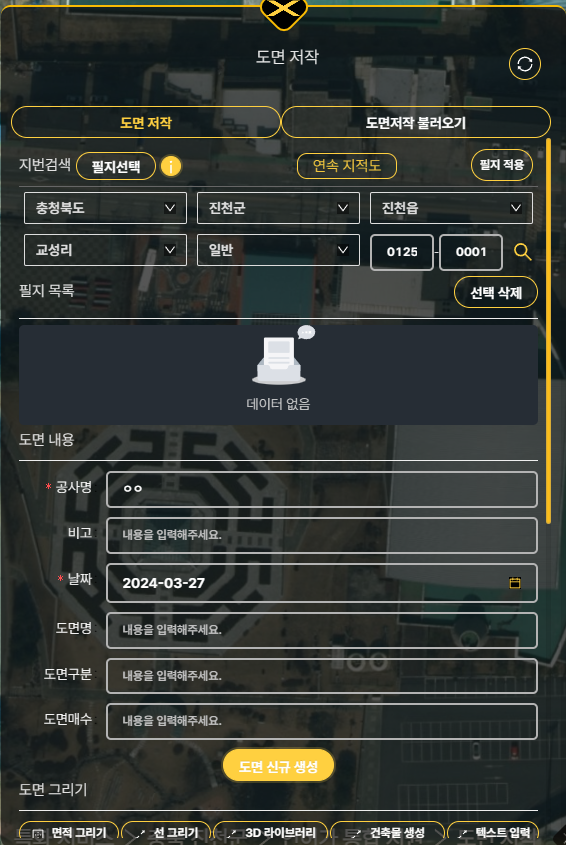 도면 저작
도면 저작 도면저작 불러오기
지번검색 필지선택 i 연속 지적도 필지 적용
충청북도 진천군 진천읍
교성리 일반 0125 - 0001
필지 목록 선택 삭제
데이터 없음
도면 내용
* 공사명 ㅇㅇ
비고 내용을 입력해주세요.
* 날짜 2024-03-27
도면명 내용을 입력해주세요.
도면구분 내용을 입력해주세요.
도면매수 내용을 입력해주세요.
도면 신규 생성
도면 그리기
면적 그리기 선 그리기 3D 라이브러리 건축물 생성 텍스트 입력